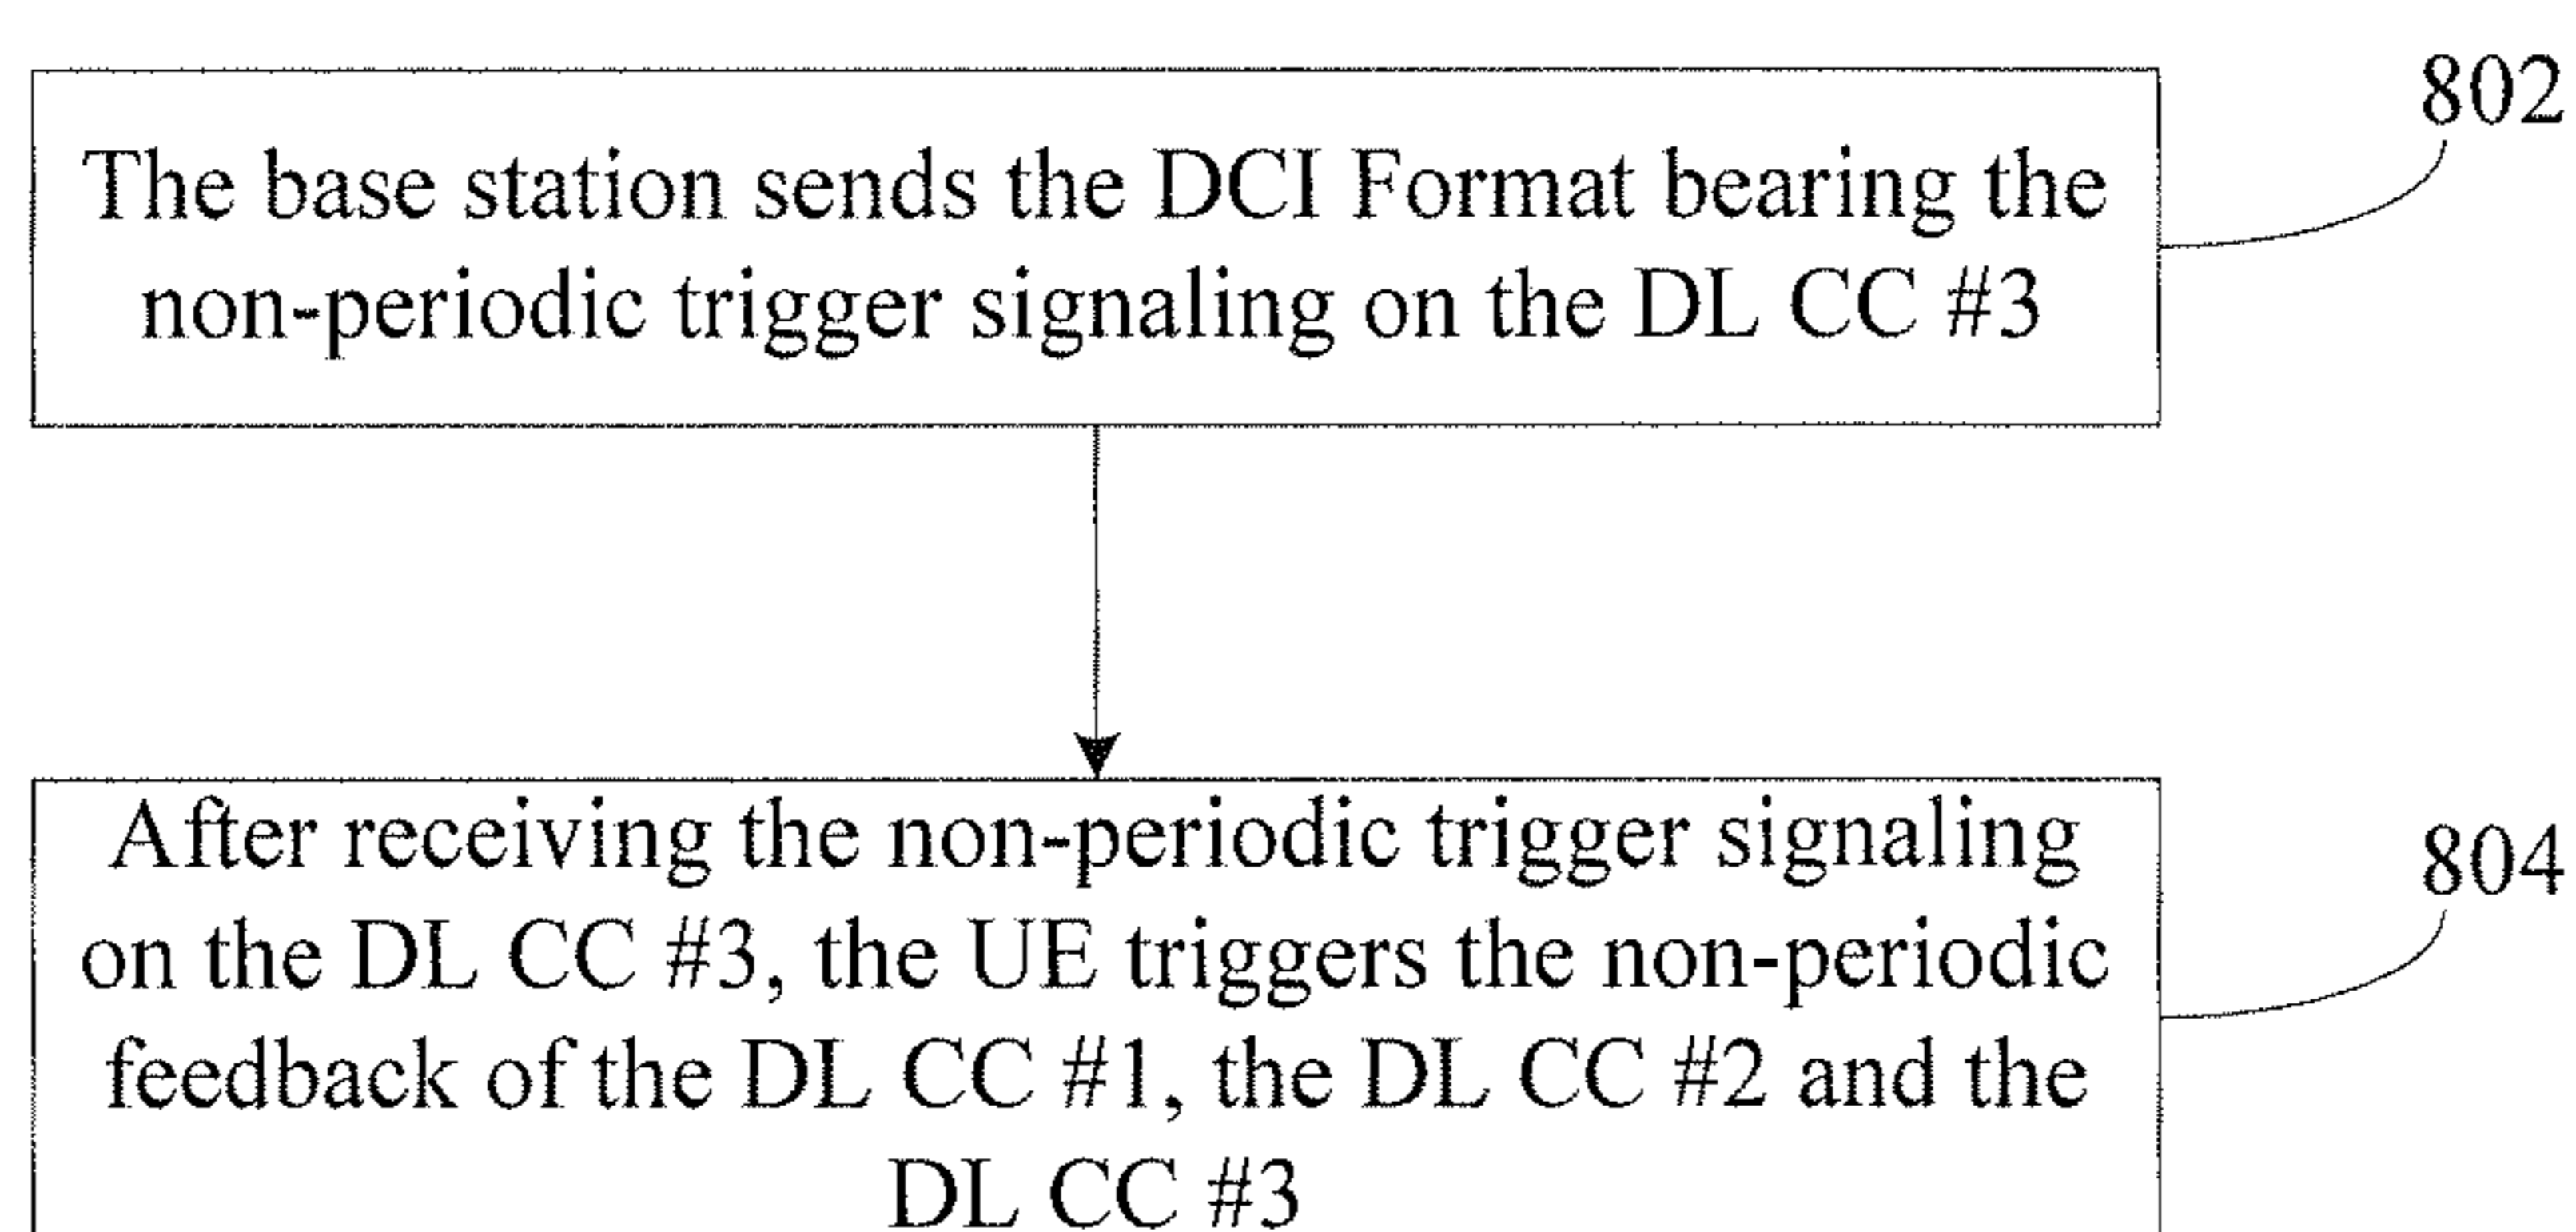 802
The base station sends the DCI Format bearing the
non-periodic trigger signaling on the DL CC #3
804
After receiving the non-periodic trigger signaling
on the DL CC #3, the UE triggers the non-periodic
feedback of the DL CC #1, the DL CC #2 and the
DL CC #3